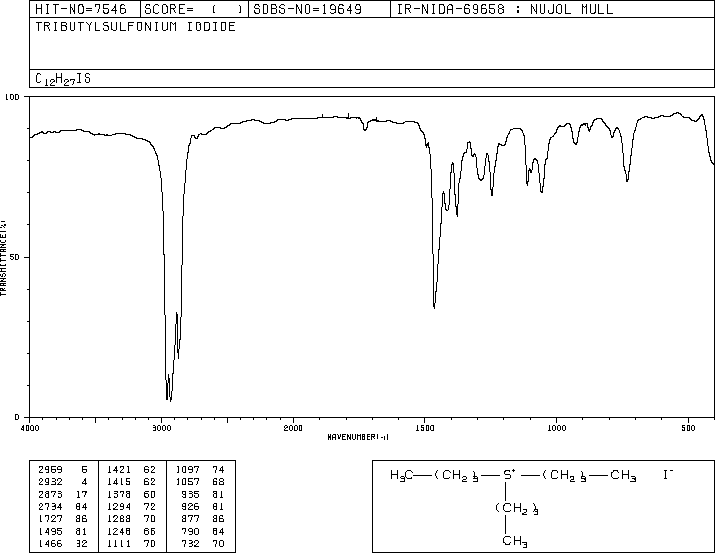 HIT-NO=7546 SCORE= ( ) SDBS-NO=19649 IR-NIDA-69658 : NUJOL MULL
TRIBUTYLSULFONIUM IODIDE
C12H27IS
100
50
0
TRANSMITTANCE(%)
4000 3000 2000 1500 1000 500
WAVENUMBER(-1)
2969 6 1421 62 1097 74
2932 4 1415 62 1057 68
2873 17 1378 60 935 81
2734 84 1294 72 926 81
1727 86 1288 70 877 86
1495 81 1248 66 790 84
1466 32 1111 70 732 70
H3C—(CH2)3—S+—(CH2)3—CH3 I-
(CH2)3
CH3